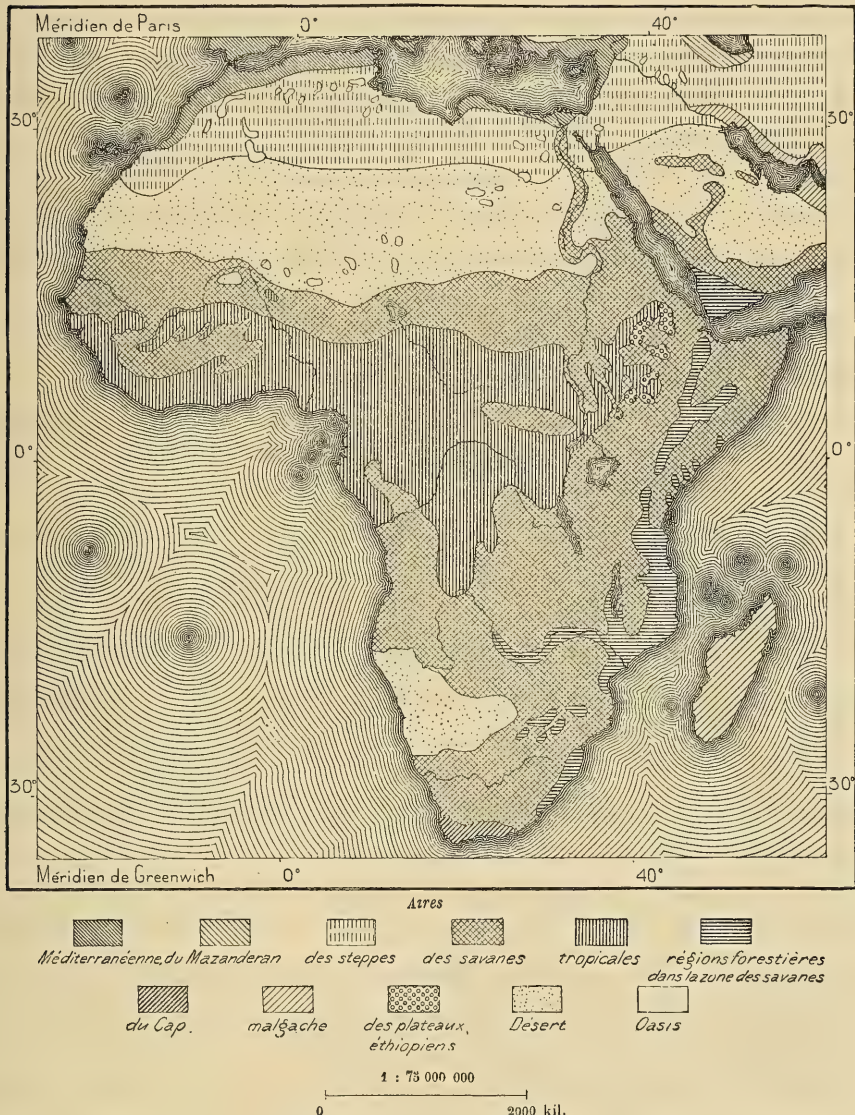 Méridien de Paris 0° 40°
30° 30°
0° 0°
30° 30°
Méridien de Greenwich 0° 40°
Aires
Méditerranéenne, du Mazanderan des steppes des savanes tropicales régions forestières
dans la zone des savanes
du Cap. malgache des plateaux, Désert Oasis
éthiopiens
1 : 75 000 000
0 2000 kil.